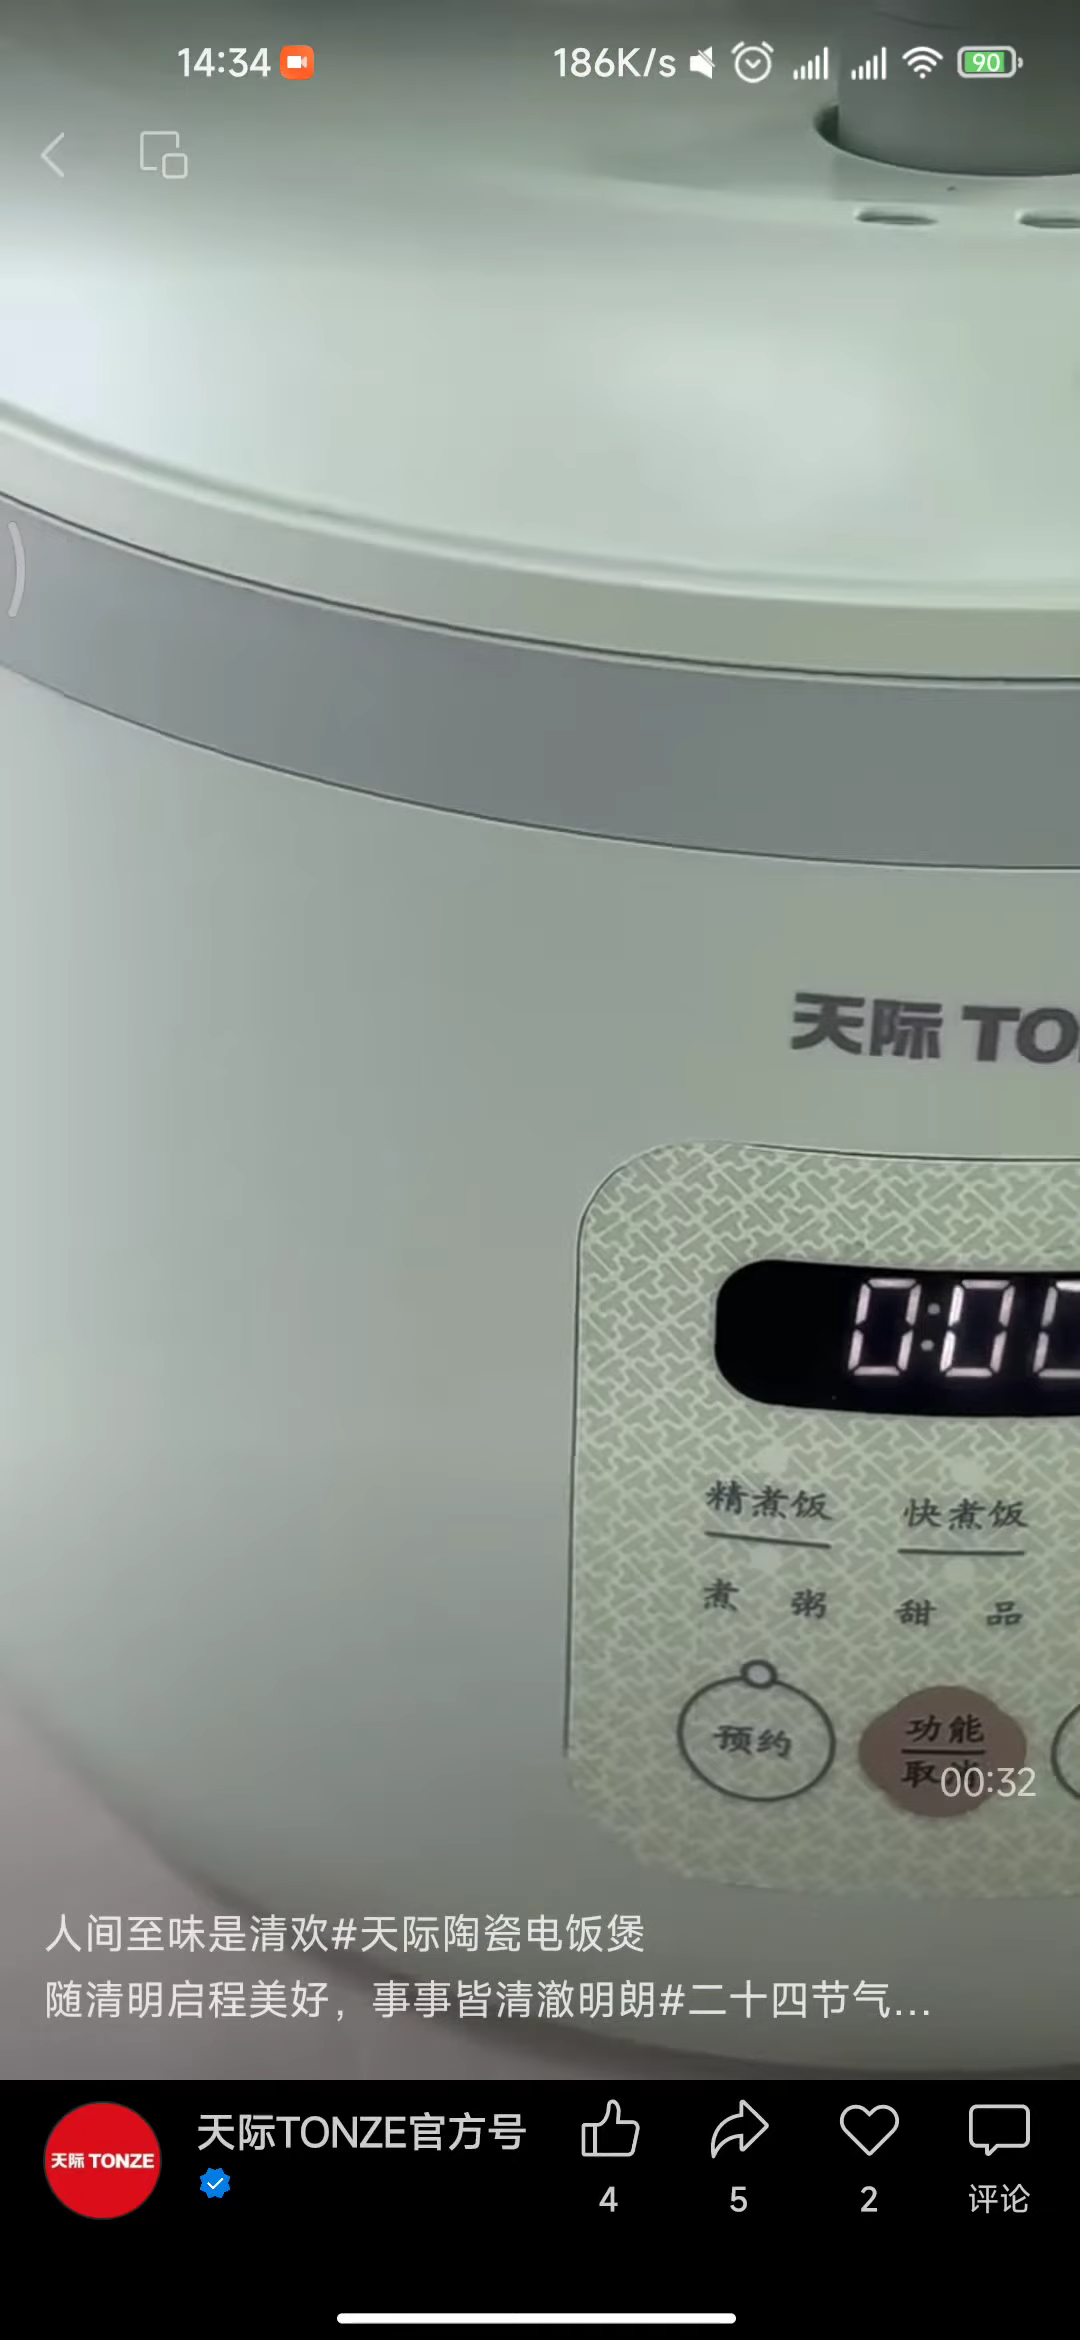 14:34 186K/s 90
天际 TO
0:00
精煮饭 快煮饭
煮粥 甜品
预约 功能
取消
00:32
人间至味是清欢#天际陶瓷电饭煲
随清明启程美好，事事皆清澈明朗#二十四节气...
天际 TONZE 天际TONZE官方号
4 5 2 评论